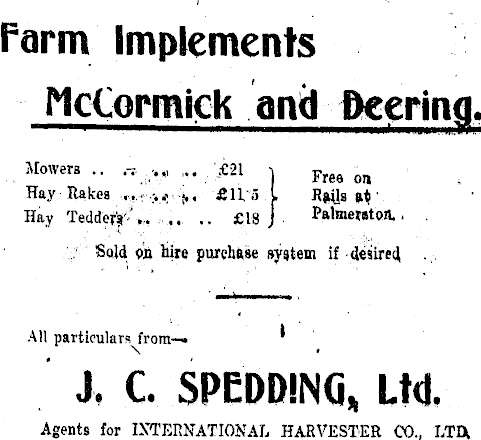 Farm Implements
McCormick and Deering.
Mowers .. .. .. .. £21
Hay Rakes .. .. .. £11 5
Hay Tedders .. .. .. £18
Free on
Rails at
Palmerston.
Sold on hire purchase system if desired
All particulars from—
J. C. SPEDDING, Ltd.
Agents for INTERNATIONAL HARVESTER CO., LTD.